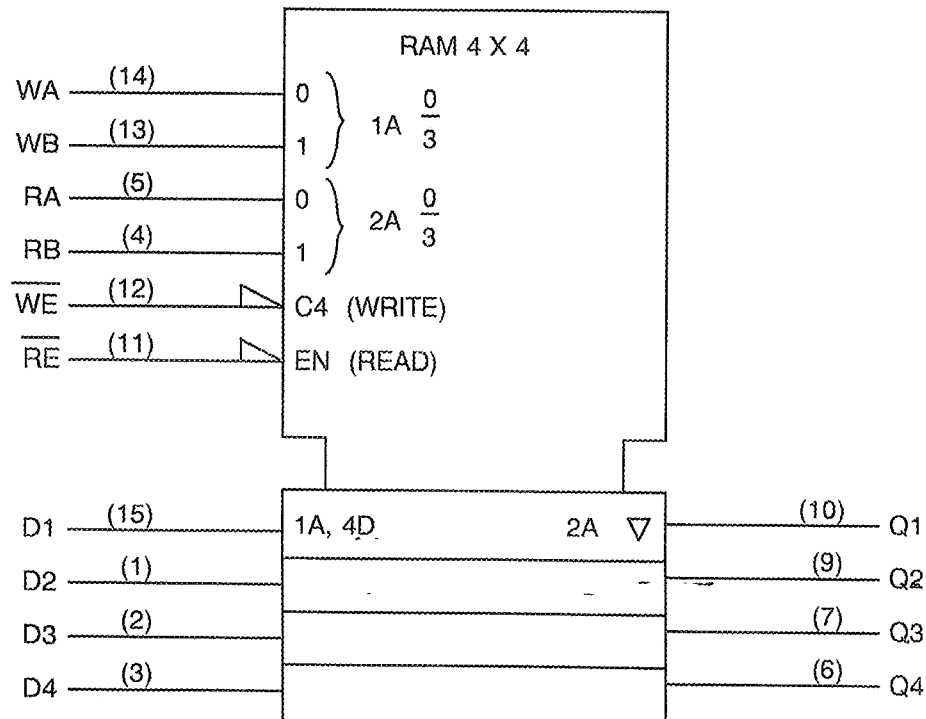 RAM 4 X 4
WA (14) 0
1A 0/3
WB (13) 1
RA (5) 0
2A 0/3
RB (4) 1
W̅E̅ (12) C4 (WRITE)
R̅E̅ (11) EN (READ)
D1 (15) 1A, 4D 2A ▽ (10) Q1
D2 (1) (9) Q2
D3 (2) (7) Q3
D4 (3) (6) Q4